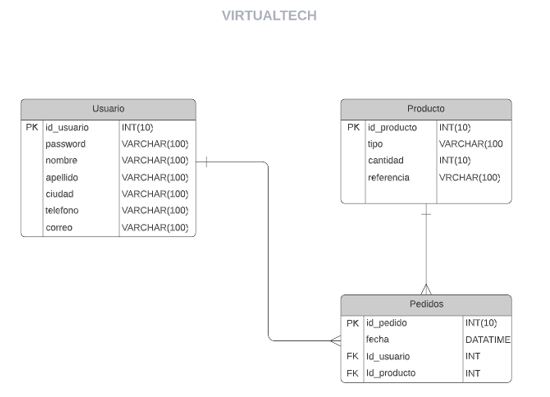 VIRTUALTECH
Usuario
PK id_usuario INT(10)
password VARCHAR(100)
nombre VARCHAR(100)
apellido VARCHAR(100)
ciudad VARCHAR(100)
telefono VARCHAR(100)
correo VARCHAR(100)
Producto
PK id_producto INT(10)
tipo VARCHAR(100
cantidad INT(10)
referencia VRCHAR(100)
Pedidos
PK id_pedido INT(10)
fecha DATATIME
FK Id_usuario INT
FK Id_producto INT